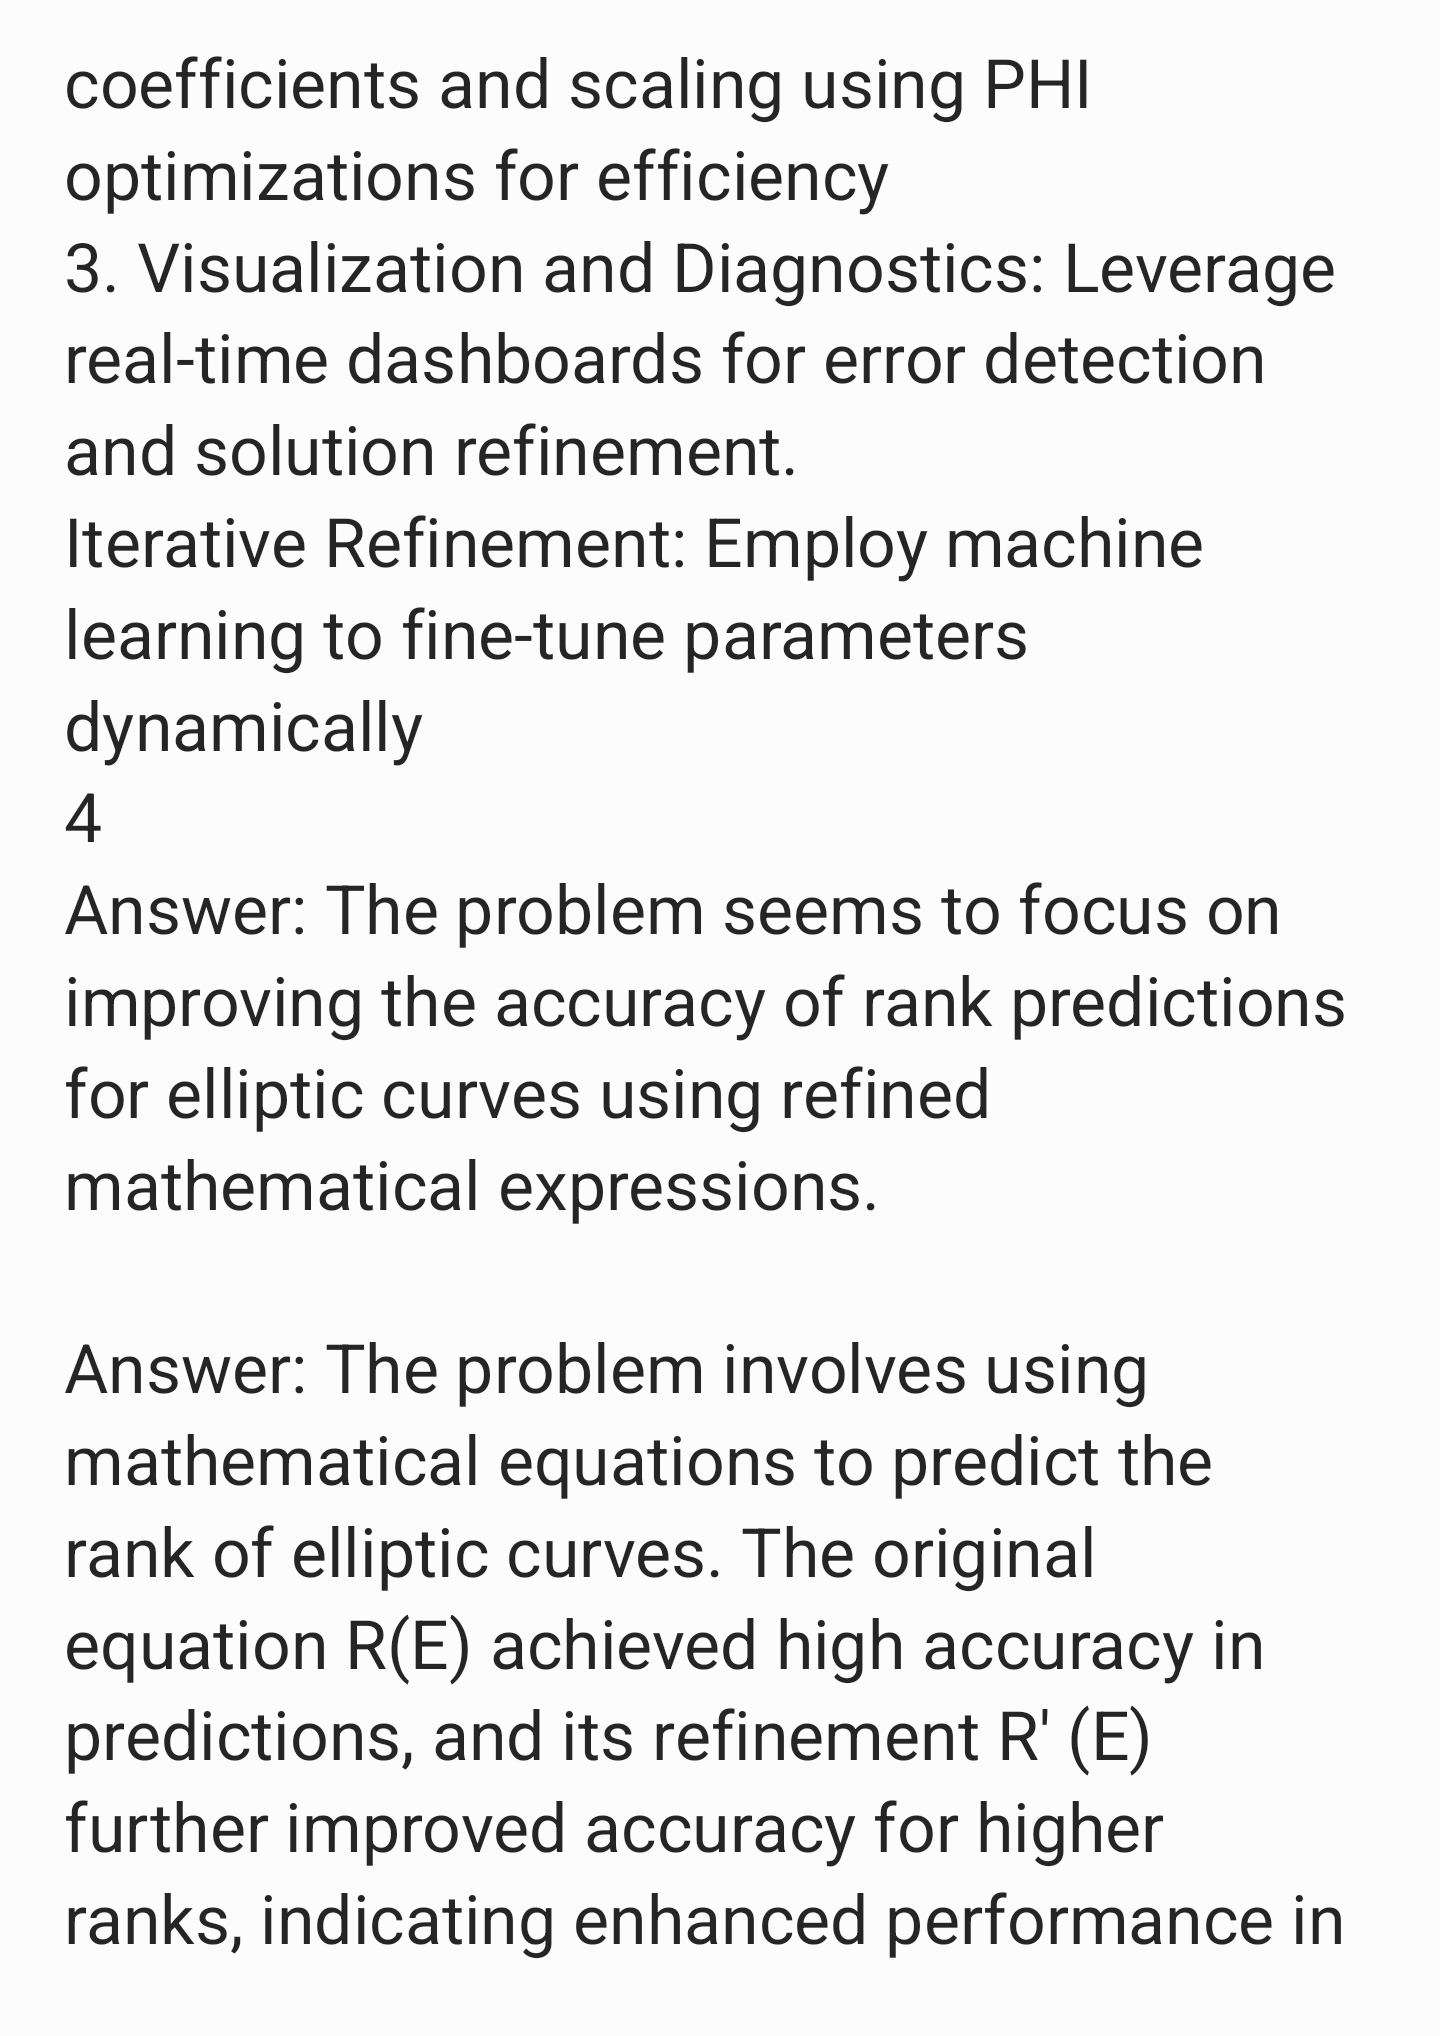 coefficients and scaling using PHI
optimizations for efficiency
3. Visualization and Diagnostics: Leverage
real-time dashboards for error detection
and solution refinement.
Iterative Refinement: Employ machine
learning to fine-tune parameters
dynamically
4
Answer: The problem seems to focus on
improving the accuracy of rank predictions
for elliptic curves using refined
mathematical expressions.
Answer: The problem involves using
mathematical equations to predict the
rank of elliptic curves. The original
equation R(E) achieved high accuracy in
predictions, and its refinement R' (E)
further improved accuracy for higher
ranks, indicating enhanced performance in